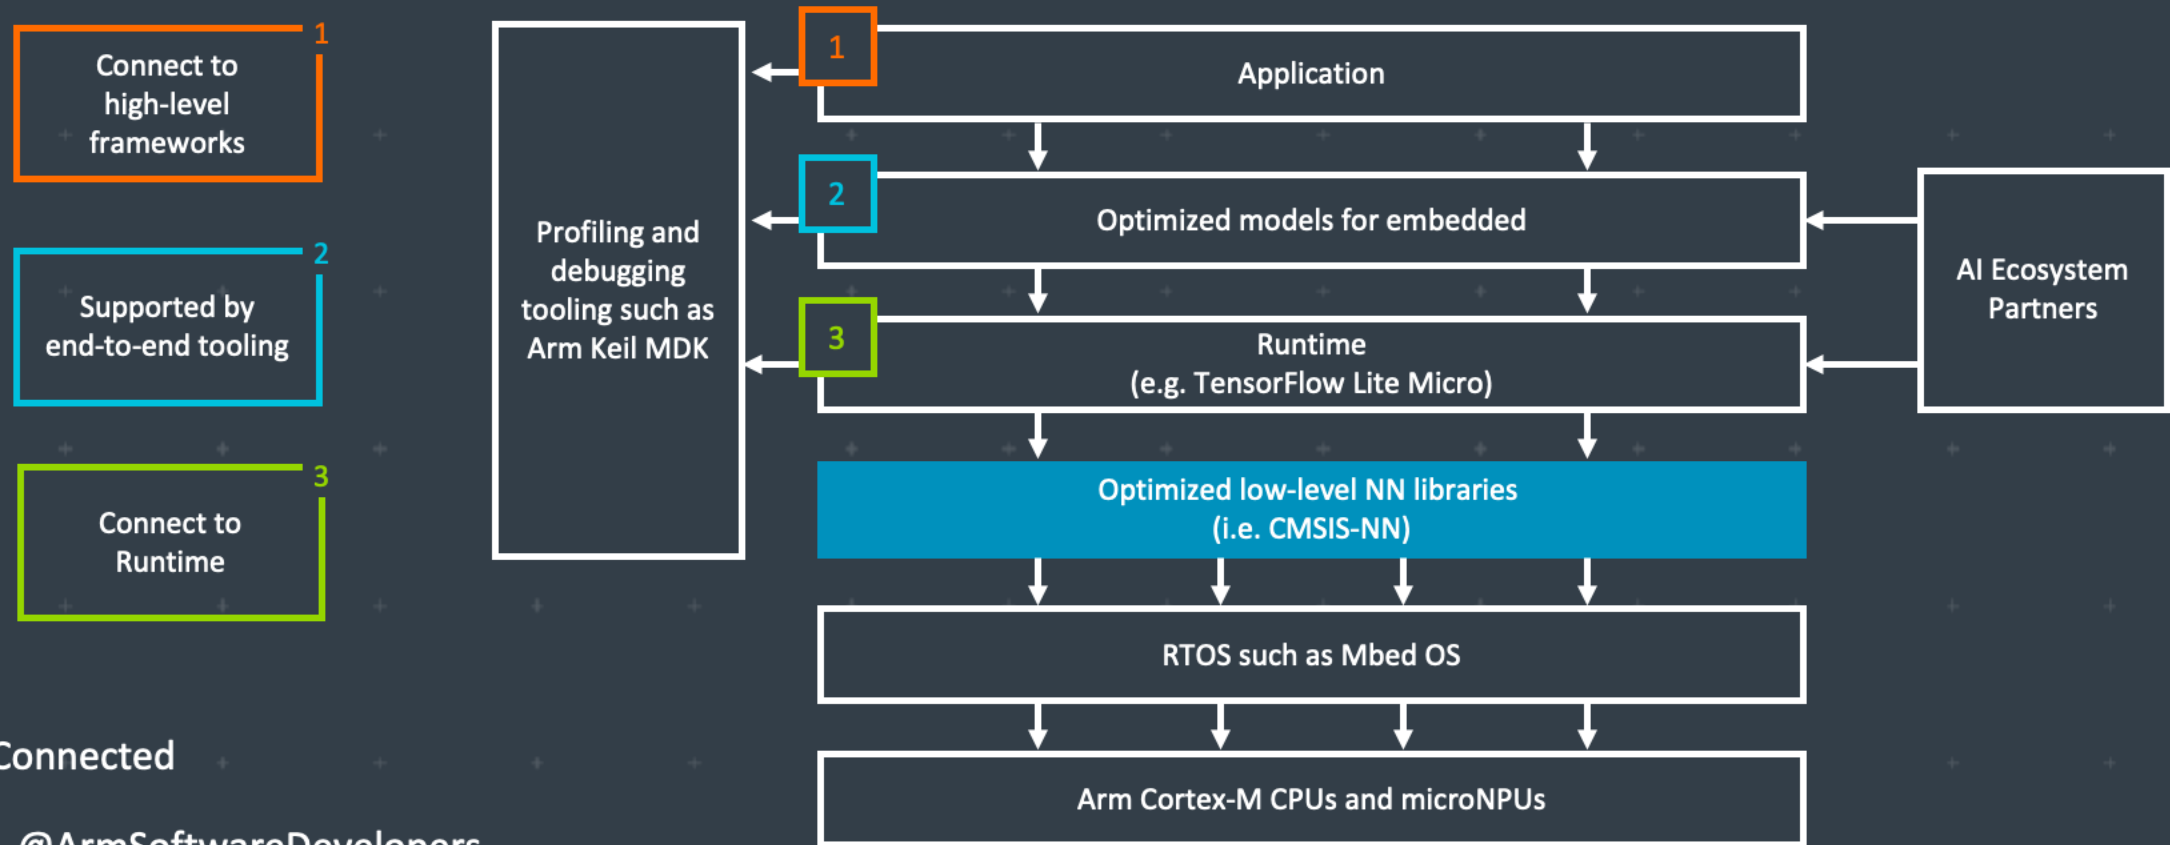 1
Connect to
high-level
frameworks
2
Supported by
end-to-end tooling
3
Connect to
Runtime
Connected
@ArmSoftwareDevelopers
Profiling and
debugging
tooling such as
Arm Keil MDK
1
Application
2
Optimized models for embedded
3
Runtime
(e.g. TensorFlow Lite Micro)
Optimized low-level NN libraries
(i.e. CMSIS-NN)
RTOS such as Mbed OS
Arm Cortex-M CPUs and microNPUs
AI Ecosystem
Partners